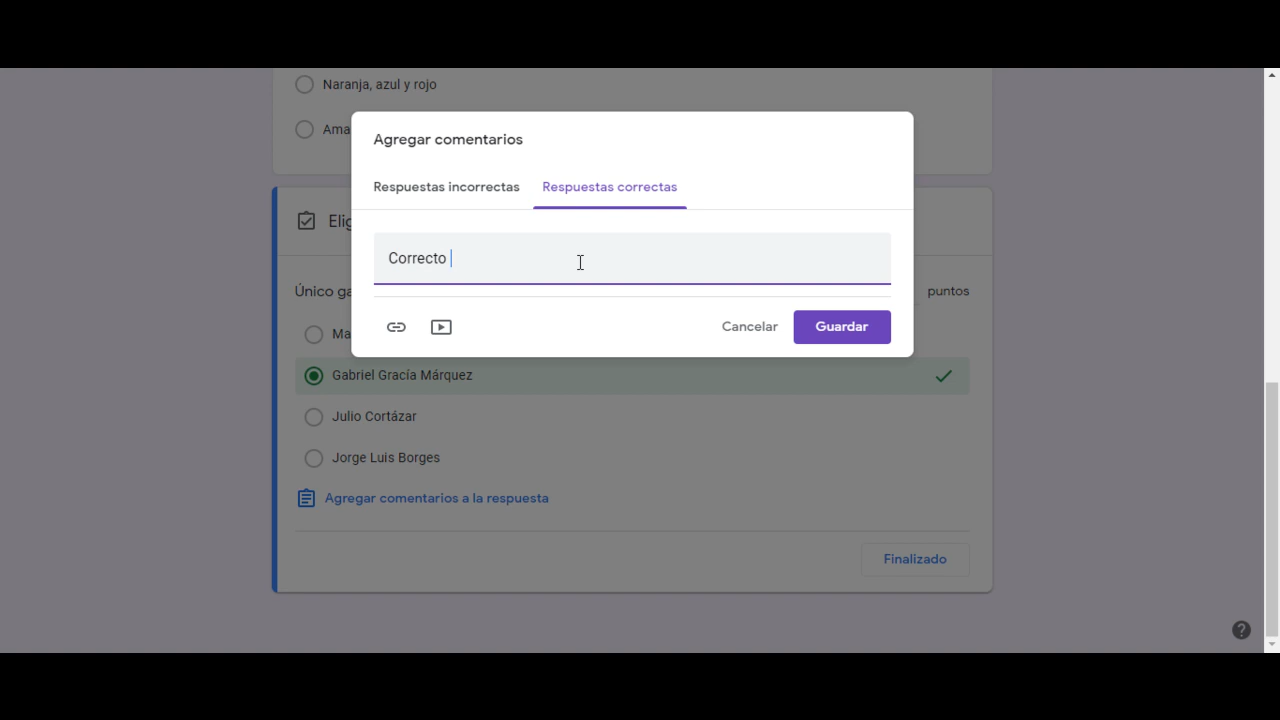 Naranja, azul y rojo
Ama
Agregar comentarios
Respuestas incorrectas Respuestas correctas
Elig
Correcto
Único ga
puntos
Cancelar Guardar
Ma
Gabriel Gracía Márquez
Julio Cortázar
Jorge Luis Borges
Agregar comentarios a la respuesta
Finalizado